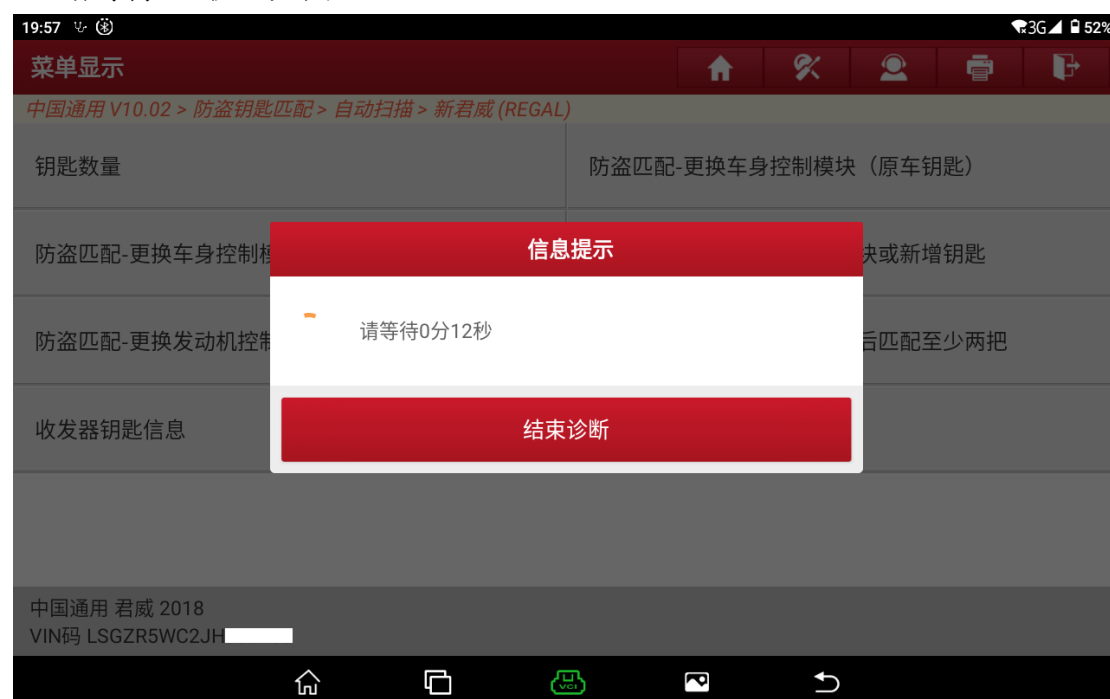 19:57
3G
52%
菜单显示
中国通用 V10.02 > 防盗钥匙匹配 > 自动扫描 > 新君威 (REGAL)
钥匙数量
防盗匹配-更换车身控制模块（原车钥匙）
防盗匹配-更换车身控制
块或新增钥匙
信息提示
请等待0分12秒
防盗匹配-更换发动机控制
后匹配至少两把
收发器钥匙信息
结束诊断
中国通用 君威 2018
VIN码 LSGZR5WC2JH
VCI